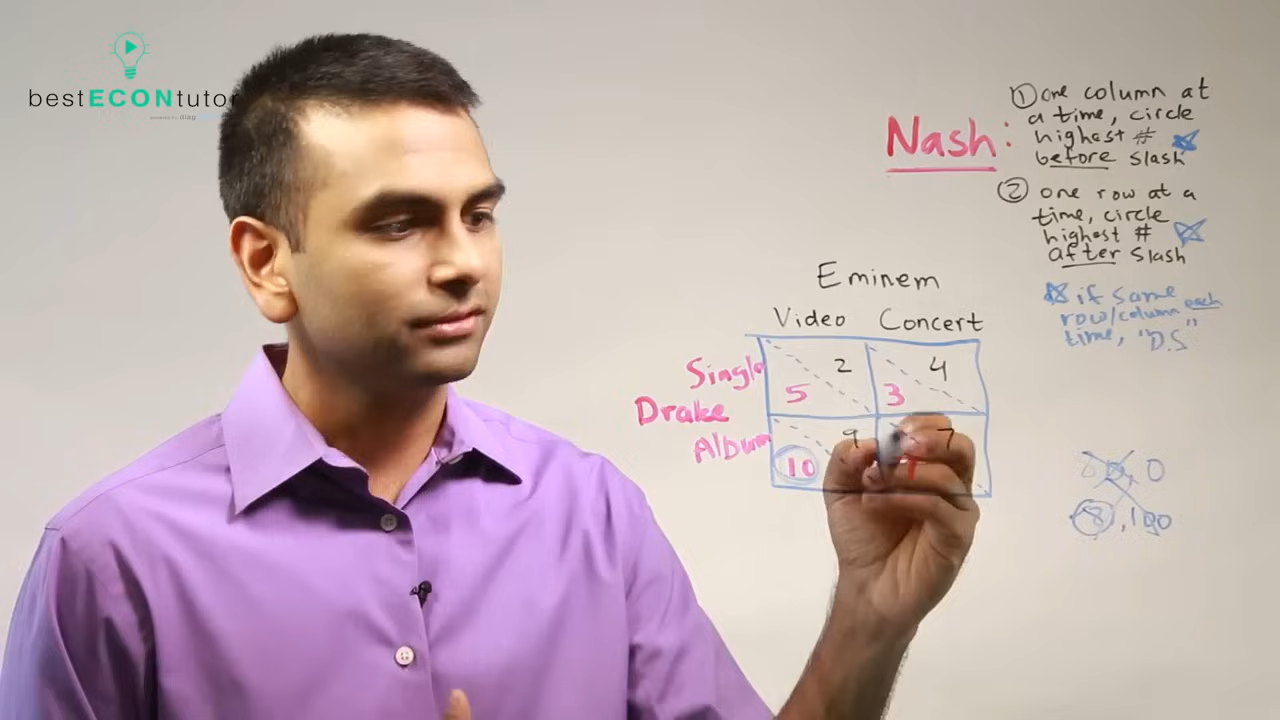 bestECONtutor
Nash:
① one column at
a time, circle
highest #
before slash
② one row at a
time, circle
highest #
after slash
if same each
row/column
time, "D.S"
Eminem
Video Concert
Single
Drake
Album
2
5
4
3
9
10
7
0
8, 100